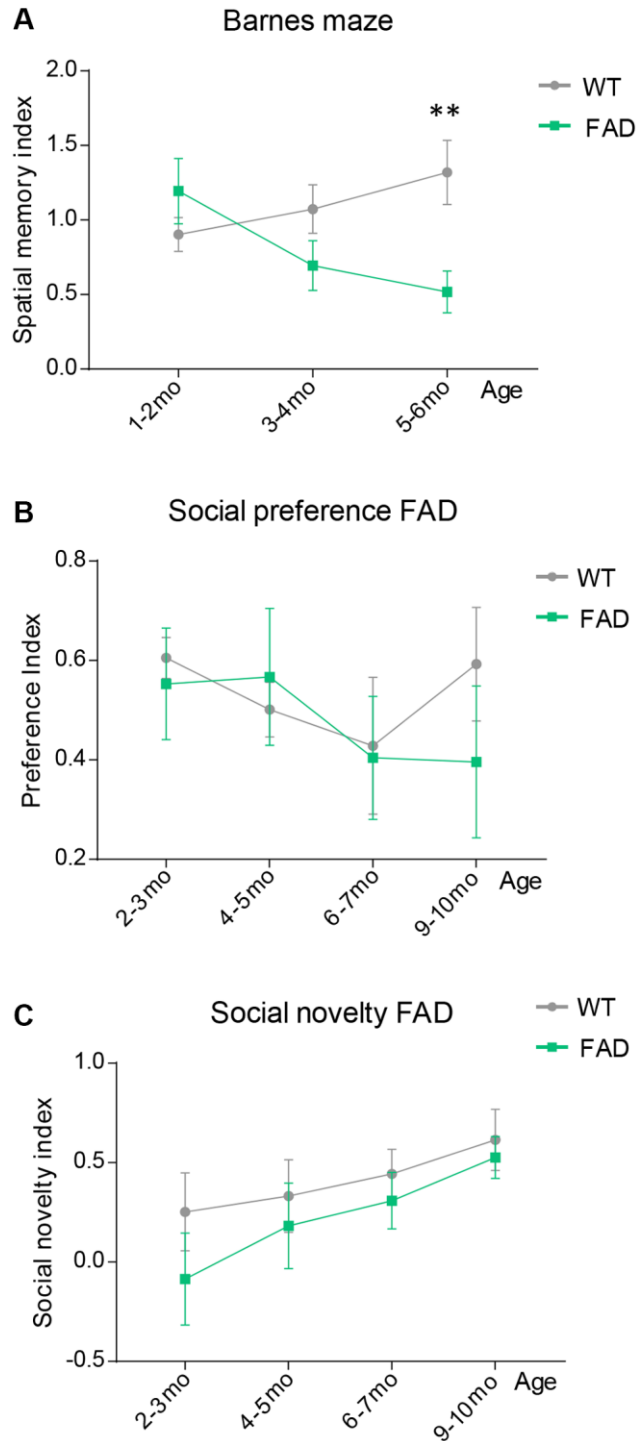 A
Barnes maze
WT
FAD
Spatial memory index
2.0
1.5
1.0
0.5
0.0
**
1-2mo
3-4mo
5-6mo
Age
B
Social preference FAD
WT
FAD
Preference Index
0.8
0.6
0.4
0.2
2-3mo
4-5mo
6-7mo
9-10mo
Age
C
Social novelty FAD
WT
FAD
Social novelty index
1.0
0.5
0.0
-0.5
2-3mo
4-5mo
6-7mo
9-10mo
Age